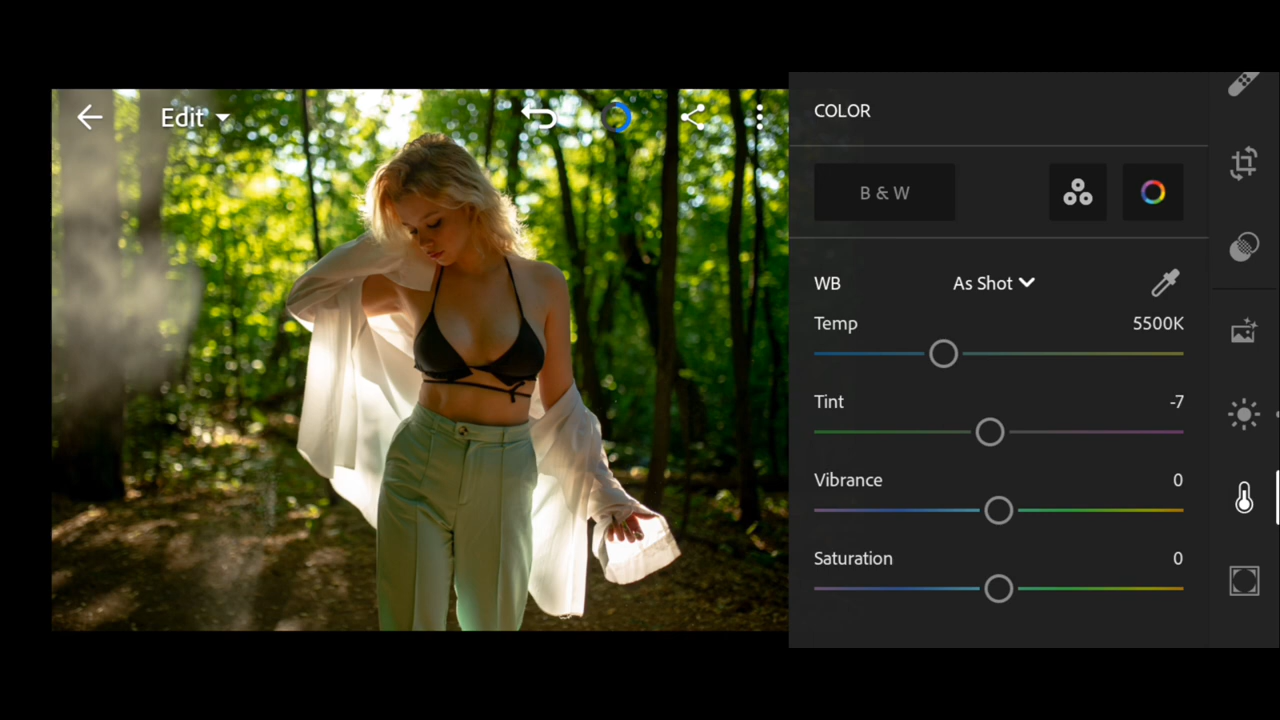 Edit
COLOR
B & W
WB As Shot
Temp 5500K
Tint -7
Vibrance 0
Saturation 0